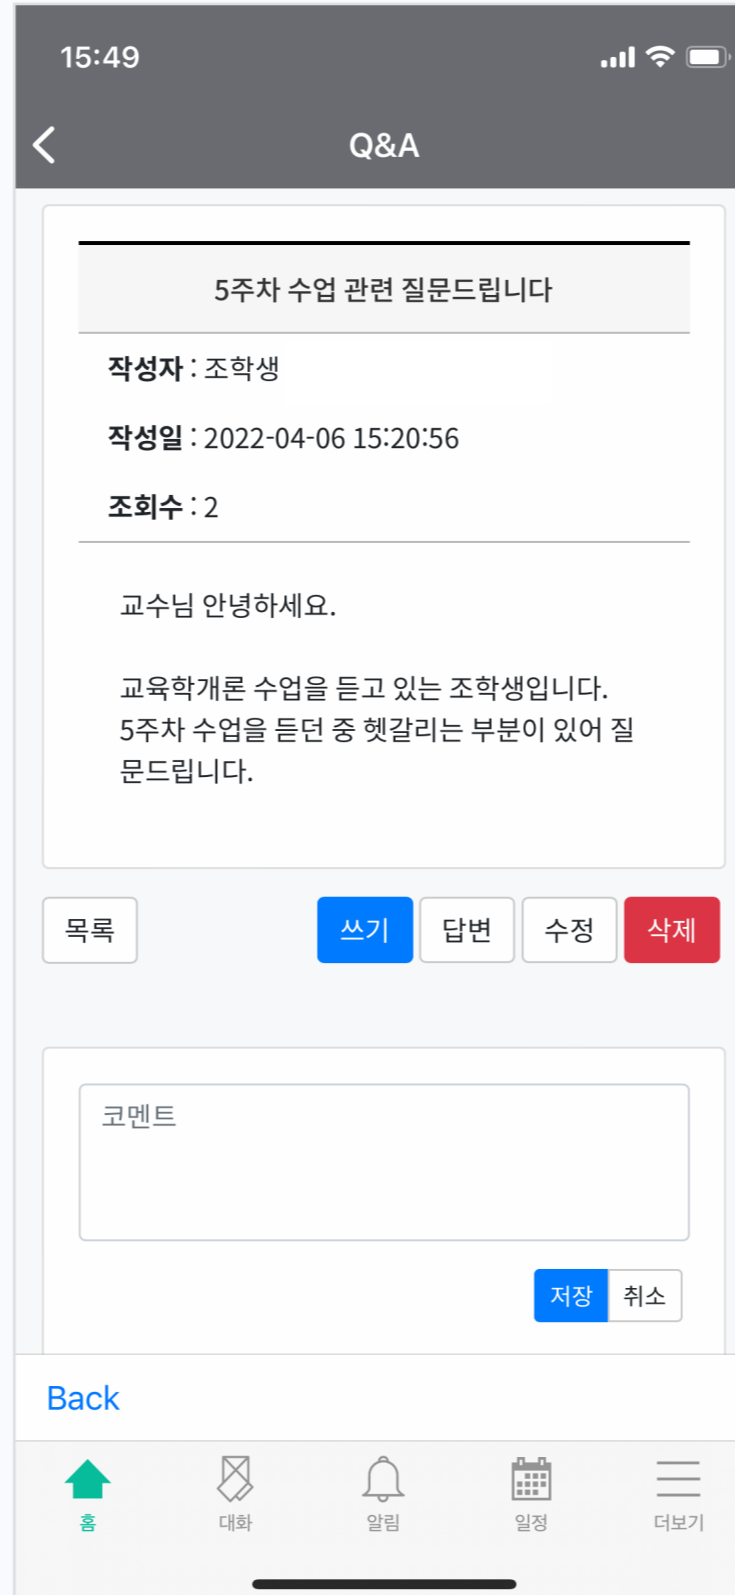 15:49
Q&A
5주차 수업 관련 질문드립니다
작성자 : 조학생
작성일 : 2022-04-06 15:20:56
조회수 : 2
교수님 안녕하세요.
교육학개론 수업을 듣고 있는 조학생입니다.
5주차 수업을 듣던 중 헷갈리는 부분이 있어 질
문드립니다.
목록 쓰기 답변 수정 삭제
코멘트
저장 취소
Back
홈 대화 알림 일정 더보기